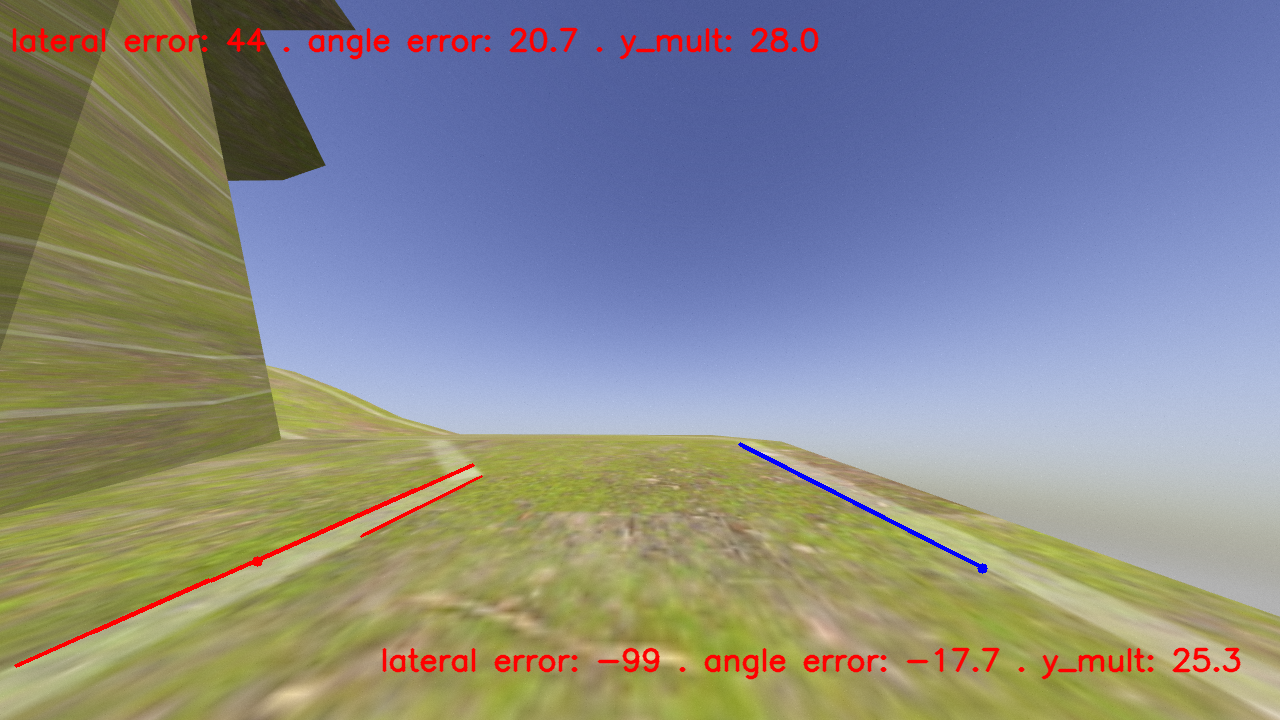 lateral error: 44 . angle error: 20.7 . y_mult: 28.0
lateral error: -99 . angle error: -17.7 . y_mult: 25.3